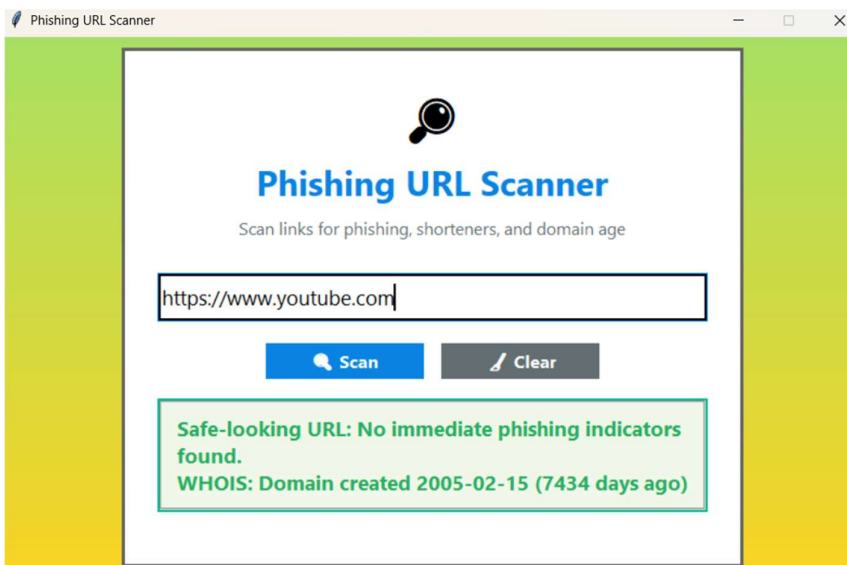 Phishing URL Scanner
Phishing URL Scanner
Scan links for phishing, shorteners, and domain age
https://www.youtube.com
Scan
Clear
Safe-looking URL: No immediate phishing indicators
found.
WHOIS: Domain created 2005-02-15 (7434 days ago)